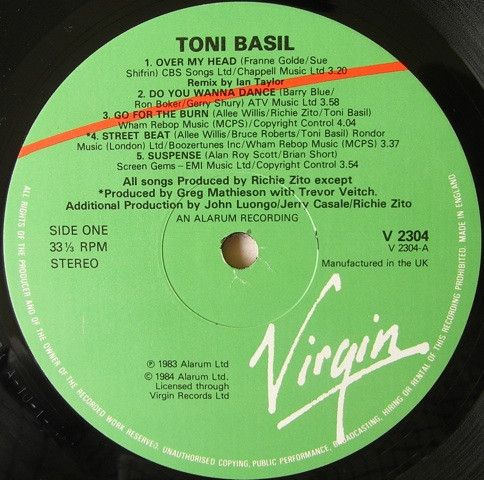 TONI BASIL
1. OVER MY HEAD (Franne Golde/Sue
Shifrin) CBS Songs Ltd/Chappell Music Ltd 3.20
Remix by Ian Taylor
2. DO YOU WANNA DANCE (Barry Blue/
Ron Boker/Gerry Shury) ATV Music Ltd 3.58
3. GO FOR THE BURN (Allee Willis/Richie Zito/Toni Basil)
Wham Rebop Music (MCPS)/Copyright Control 4.04
*4. STREET BEAT (Allee Willis/Bruce Roberts/Toni Basil) Rondor
Music (London) Ltd/Boozertunes Inc/Wham Rebop Music (MCPS) 3.37
5. SUSPENSE (Alan Roy Scott/Brian Short)
Screen Gems – EMI Music Ltd/Copyright Control 3.54
All songs Produced by Richie Zito except
*Produced by Greg Mathieson with Trevor Veitch.
Additional Production by John Luongo/Jerry Casale/Richie Zito
AN ALARUM RECORDING
SIDE ONE
33⅓ RPM
STEREO
V 2304
V 2304-A
Manufactured in the UK
℗ 1983 Alarum Ltd
© 1984 Alarum Ltd.
Licensed through
Virgin Records Ltd
Virgin
ALL RIGHTS OF THE PRODUCER AND OF THE OWNER OF THE RECORDED WORK RESERVED. UNAUTHORISED COPYING, PUBLIC PERFORMANCE, BROADCASTING, HIRING OR RENTAL OF THIS RECORDING PROHIBITED. MADE IN ENGLAND